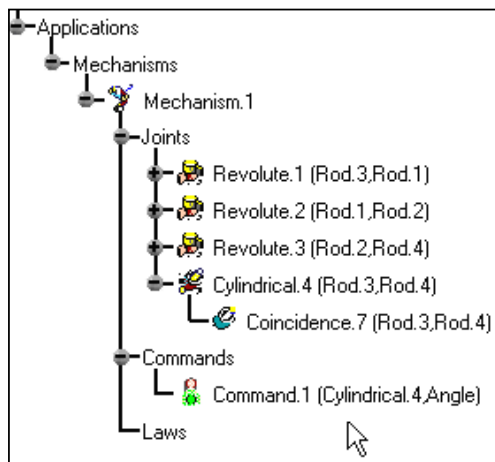 Applications
Mechanisms
Mechanism.1
Joints
Revolute.1 (Rod.3,Rod.1)
Revolute.2 (Rod.1,Rod.2)
Revolute.3 (Rod.2,Rod.4)
Cylindrical.4 (Rod.3,Rod.4)
Coincidence.7 (Rod.3,Rod.4)
Commands
Command.1 (Cylindrical.4,Angle)
Laws